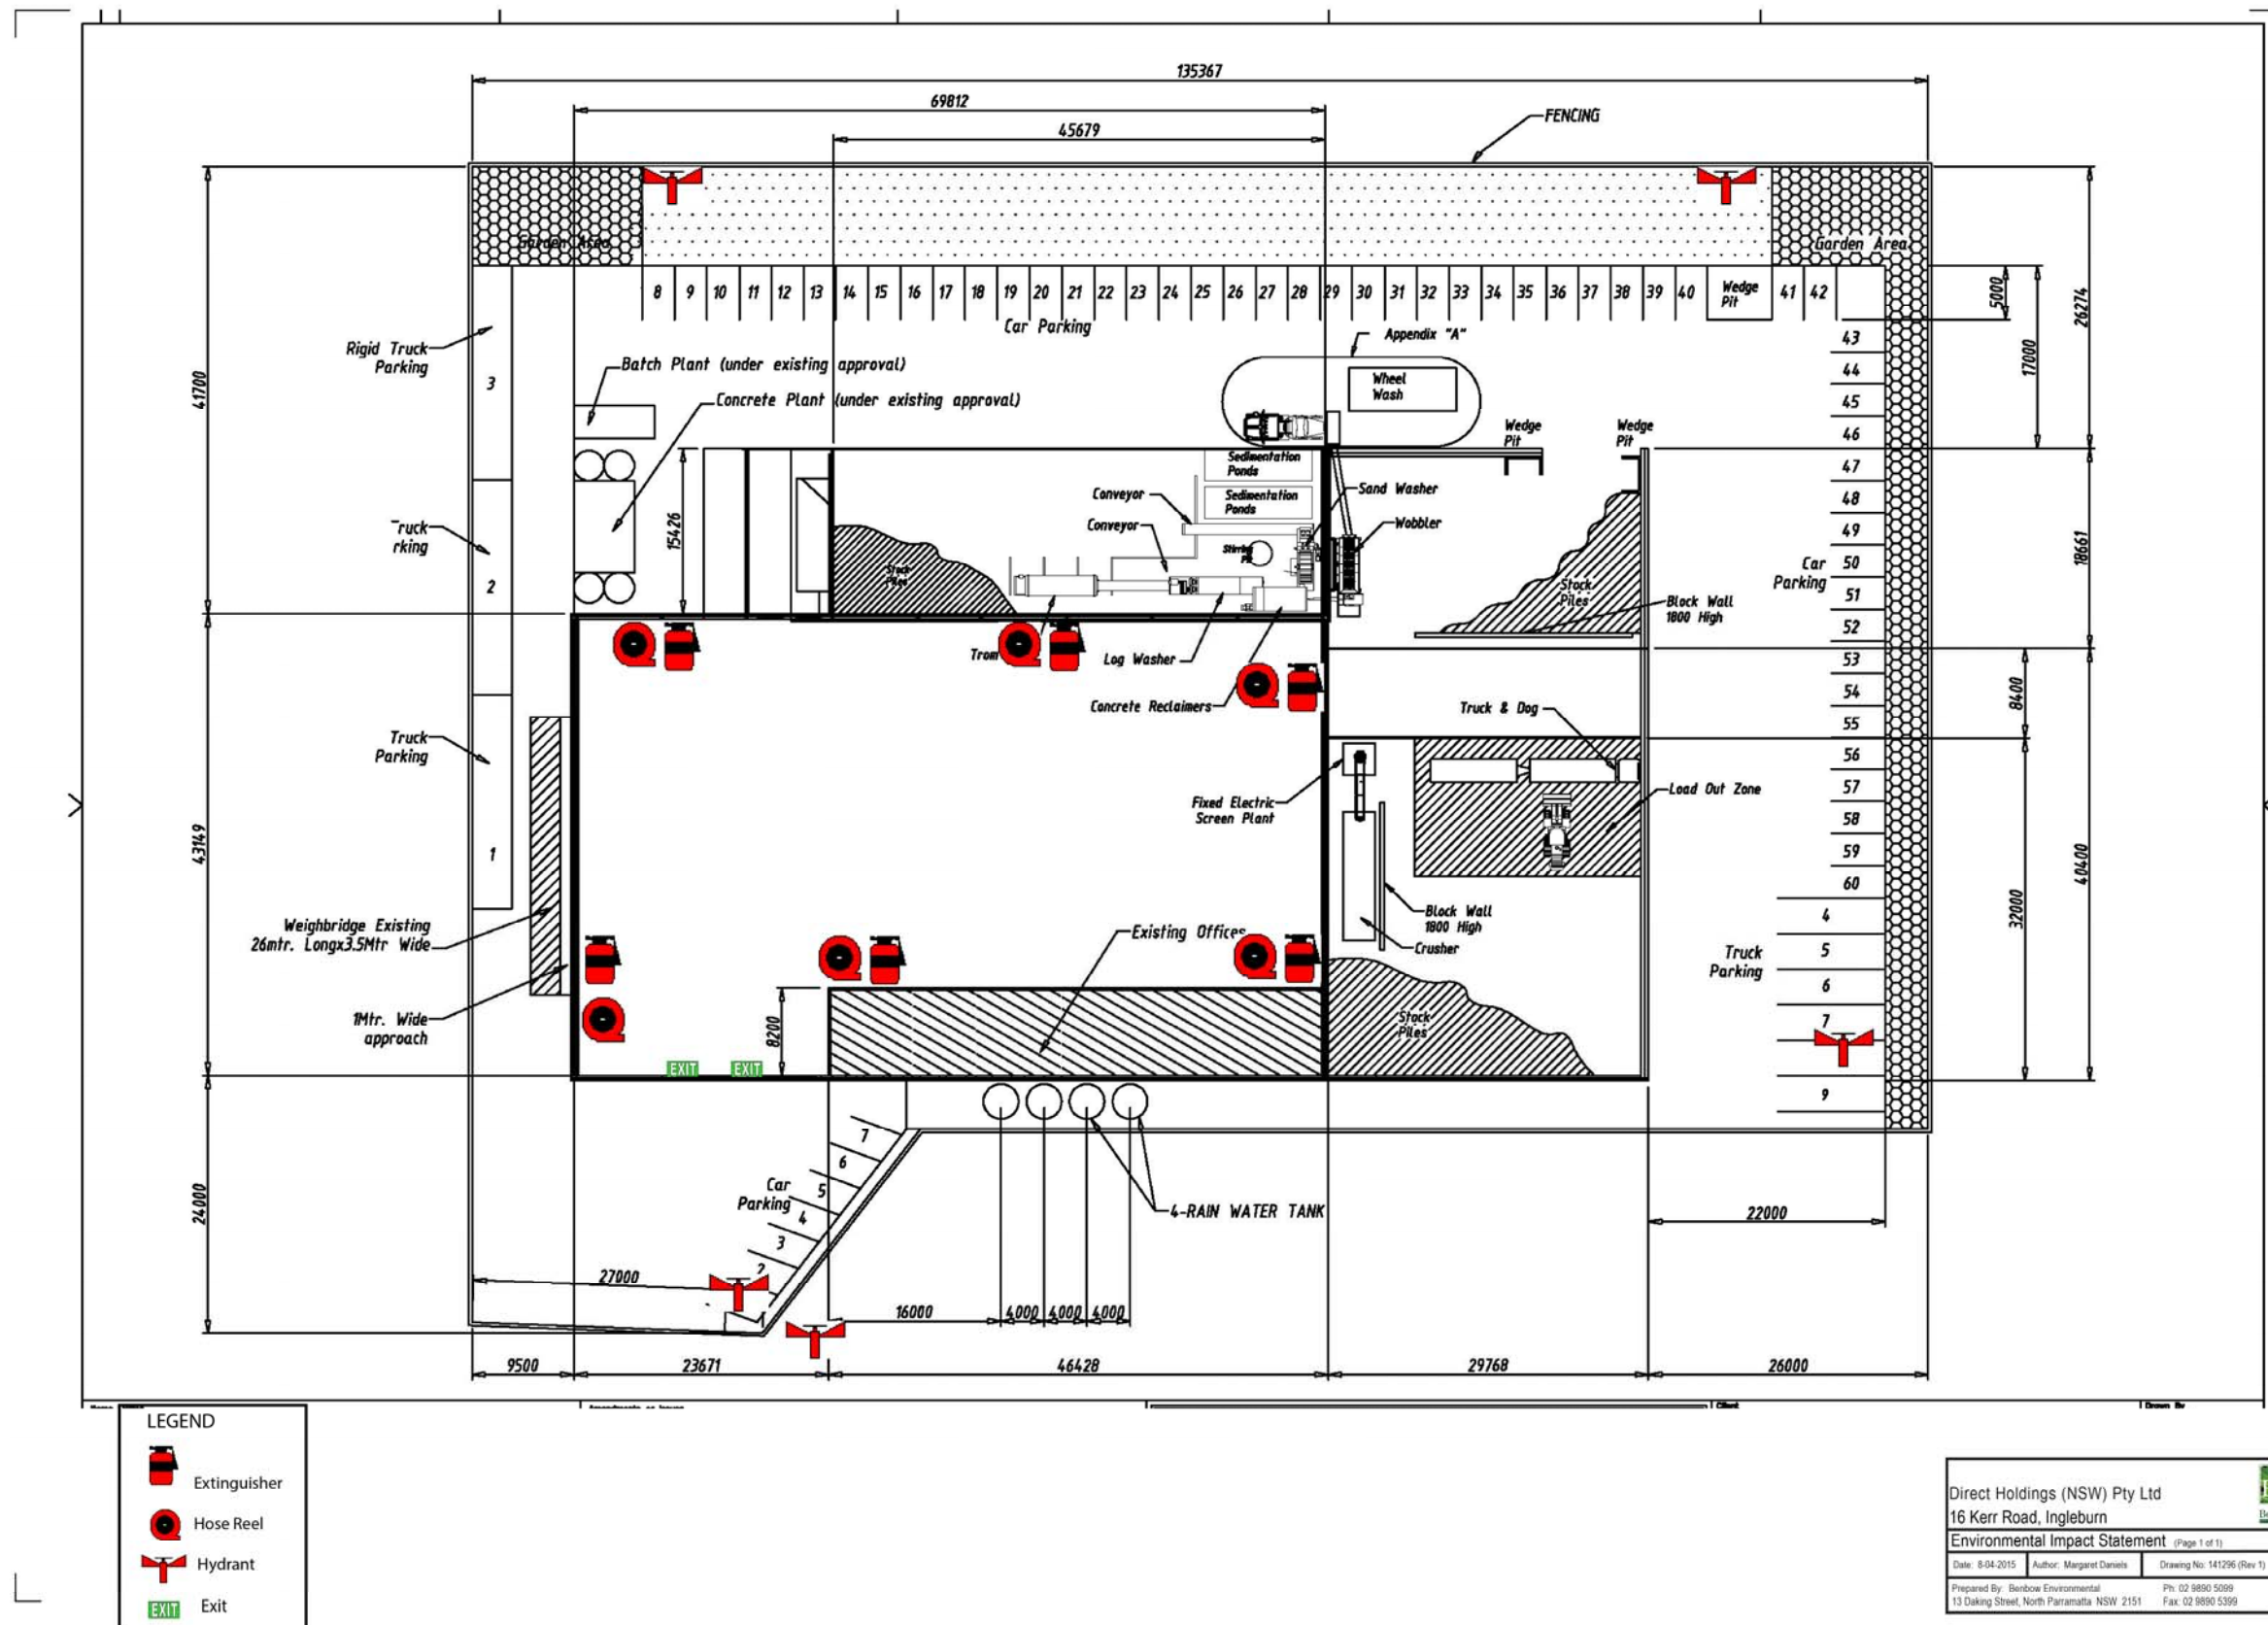 135367
69812
45679
FENCING
Garden Area
Garden Area
8 9 10 11 12 13 14 15 16 17 18 19 20 21 22 23 24 25 26 27 28 29 30 31 32 33 34 35 36 37 38 39 40
Wedge
Pit
41 42
Car Parking
5000
17000
26274
41700
43
44
45
46
47
48
49
50
51
52
53
54
55
56
57
58
59
60
Rigid Truck
Parking
3
Batch Plant (under existing approval)
Concrete Plant (under existing approval)
Appendix "A"
Wheel
Wash
Wedge
Pit
Wedge
Pit
Sedimentation
Ponds
Sedimentation
Ponds
Conveyor
Conveyor
Sand Washer
Wobbler
15426
Truck
rking
2
Stock
Piles
Stock
Piles
Car
Parking
18661
Block Wall
1800 High
Trom
Log Washer
Concrete Reclaimers
Truck & Dog
8400
Truck
Parking
1
43149
Fixed Electric
Screen Plant
Load Out Zone
40400
32000
Weighbridge Existing
26mtr. Longx3.5Mtr Wide
Existing Offices
Block Wall
1800 High
Crusher
4
5
6
7
9
Truck
Parking
1Mtr. Wide
approach
8200
Stock
Piles
EXIT
EXIT
7
6
5
4
3
2
Car
Parking
4-RAIN WATER TANK
24000
27000
22000
16000
4000 4000 4000
9500
23671
46428
29768
26000
Client
Drawn By
LEGEND
Extinguisher
Hose Reel
Hydrant
EXIT Exit
Direct Holdings (NSW) Pty Ltd
16 Kerr Road, Ingleburn
Environmental Impact Statement (Page 1 of 1)
Date: 8-04-2015 Author: Margaret Daniels Drawing No: 141296 (Rev 1)
Prepared By: Benbow Environmental Ph: 02 9890 5099
13 Daking Street, North Parramatta NSW 2151 Fax: 02 9890 5399